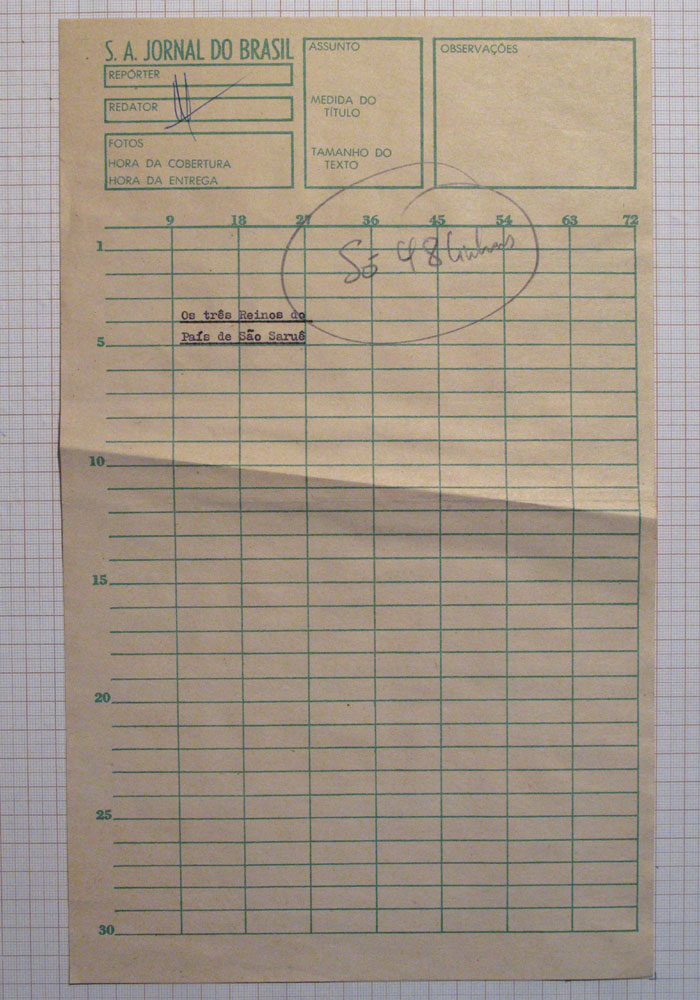 S. A. JORNAL DO BRASIL
REPÓRTER
REDATOR
FOTOS
HORA DA COBERTURA
HORA DA ENTREGA
ASSUNTO
MEDIDA DO
TÍTULO
TAMANHO DO
TEXTO
OBSERVAÇÕES
9 18 27 36 45 54 63 72
Só 48 linhas
1
Os três Reinos do
País de São Saruê
5
10
15
20
25
30